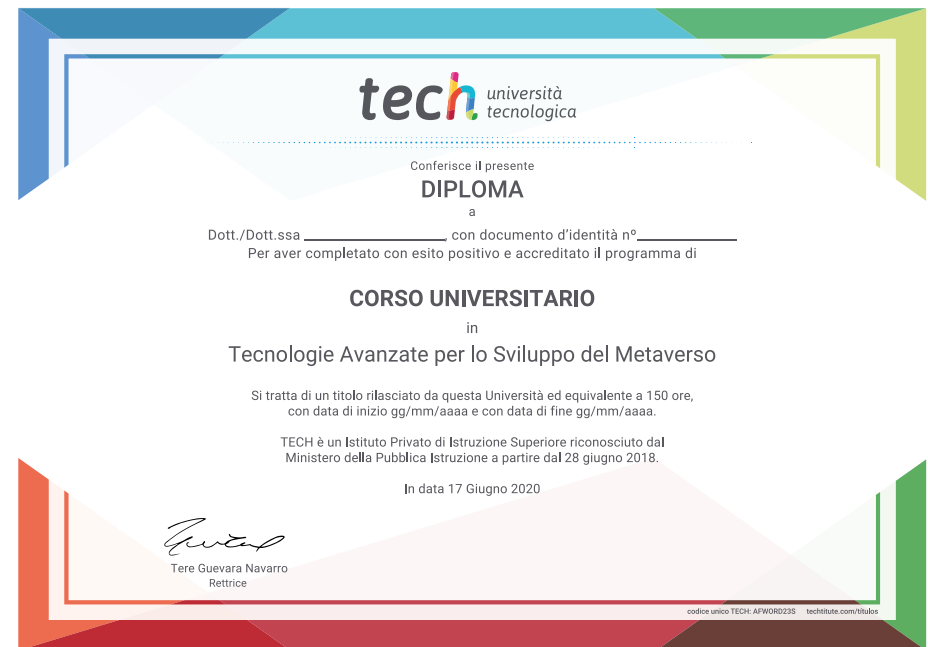 tech università
tecnologica
Conferisce il presente
DIPLOMA
a
Dott./Dott.ssa ____________________, con documento d'identità nº______________
Per aver completato con esito positivo e accreditato il programma di
CORSO UNIVERSITARIO
in
Tecnologie Avanzate per lo Sviluppo del Metaverso
Si tratta di un titolo rilasciato da questa Università ed equivalente a 150 ore,
con data di inizio gg/mm/aaaa e con data di fine gg/mm/aaaa.
TECH è un Istituto Privato di Istruzione Superiore riconosciuto dal
Ministero della Pubblica Istruzione a partire dal 28 giugno 2018.
In data 17 Giugno 2020
Tere Guevara Navarro
Rettrice
codice unico TECH: AFWORD23S techtitute.com/titulos